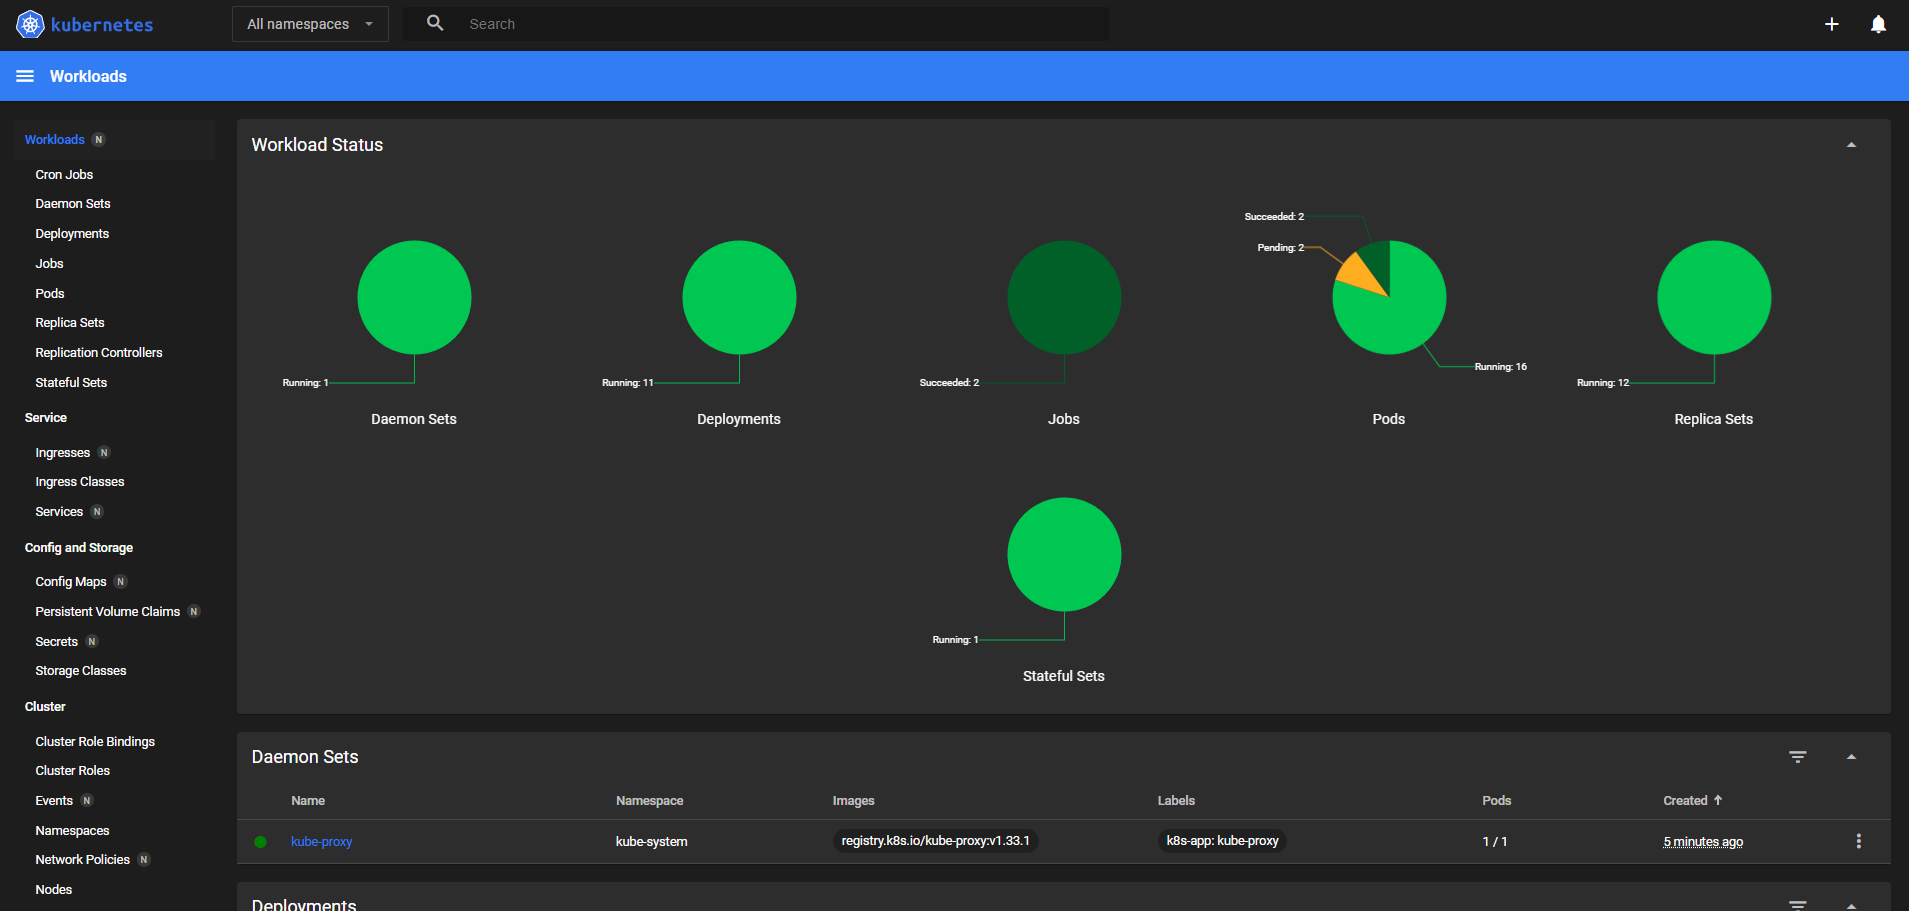 kubernetes
All namespaces
Search
Workloads
Workloads N
Cron Jobs
Daemon Sets
Deployments
Jobs
Pods
Replica Sets
Replication Controllers
Stateful Sets
Service
Ingresses N
Ingress Classes
Services N
Config and Storage
Config Maps N
Persistent Volume Claims N
Secrets N
Storage Classes
Cluster
Cluster Role Bindings
Cluster Roles
Events N
Namespaces
Network Policies N
Nodes
Workload Status
Running: 1
Daemon Sets
Running: 11
Deployments
Succeeded: 2
Jobs
Succeeded: 2
Pending: 2
Running: 16
Pods
Running: 12
Replica Sets
Running: 1
Stateful Sets
Daemon Sets
Name Namespace Images Labels Pods Created
kube-proxy kube-system registry.k8s.io/kube-proxy:v1.33.1 k8s-app: kube-proxy 1 / 1 5 minutes ago
Deployments